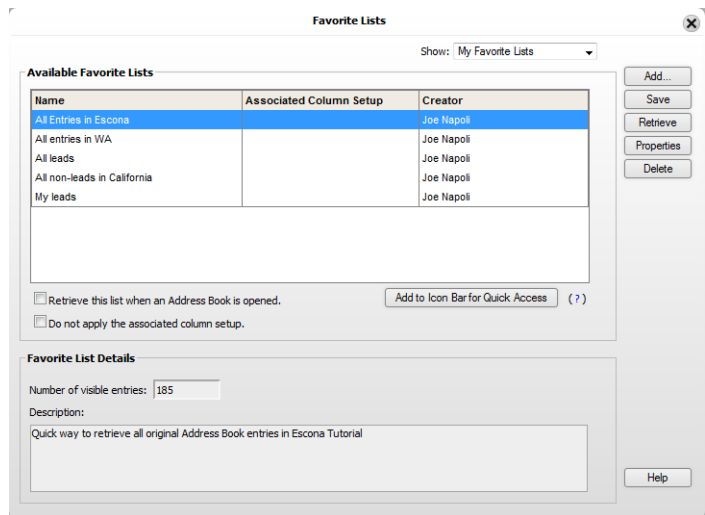 Favorite Lists
Show: My Favorite Lists
Available Favorite Lists
Name Associated Column Setup Creator
All Entries in Escona Joe Napoli
All entries in WA Joe Napoli
All leads Joe Napoli
All non-leads in California Joe Napoli
My leads Joe Napoli
Add...
Save
Retrieve
Properties
Delete
Retrieve this list when an Address Book is opened. Add to Icon Bar for Quick Access (?)
Do not apply the associated column setup.
Favorite List Details
Number of visible entries: 185
Description:
Quick way to retrieve all original Address Book entries in Escona Tutorial
Help